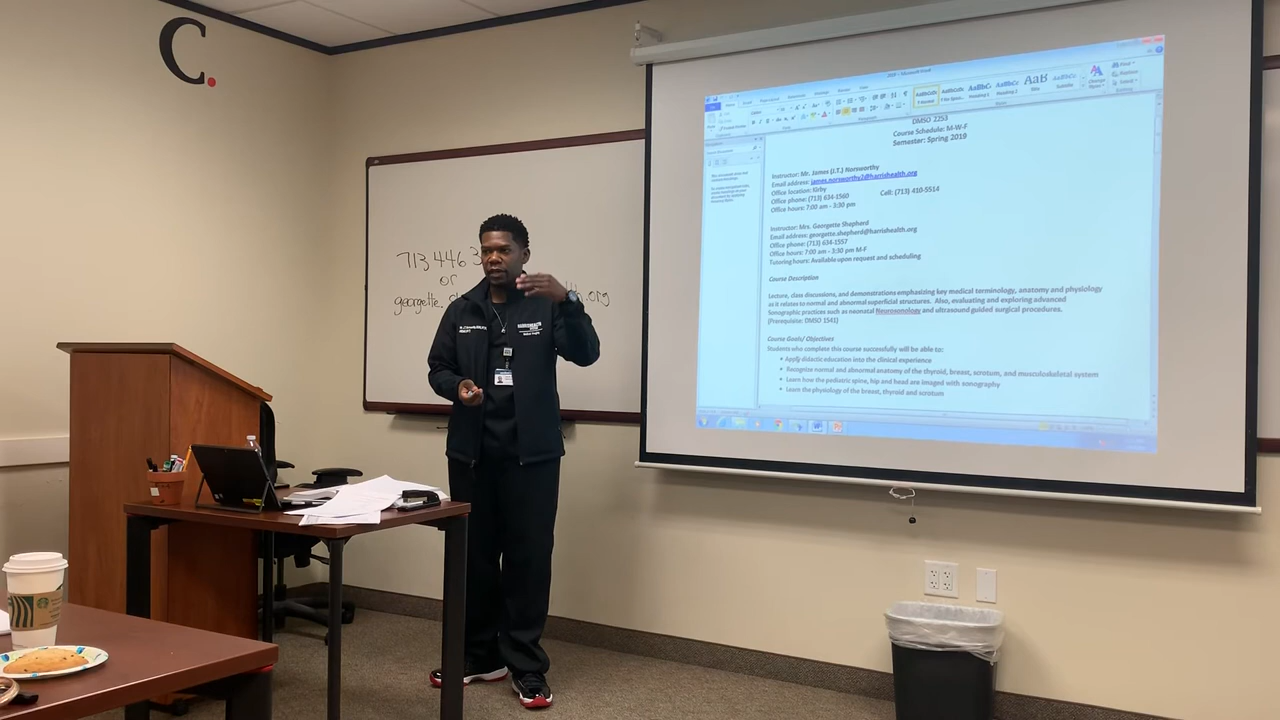 C.
713 446 3
or
georgette.
th.org
DMSO 2253
Course Schedule: M-W-F
Semester: Spring 2019
Instructor: Mr. James (J.T.) Norsworthy
Email address: james.norsworthy2@harrishealth.org
Office location: Kirby
Office phone: (713) 634-1560 Cell: (713) 410-5514
Office hours: 7:00 am - 3:30 pm
Instructor: Mrs. Gaorgette Shepherd
Email address: georgette.shepherd@harrishealth.org
Office phone: (713) 634-1557
Office hours: 7:00 am - 3:30 pm M-F
Tutoring hours: Available upon request and scheduling
Course Description
Lecture, class discussions, and demonstrations emphasizing key medical terminology, anatomy and physiology
as it relates to normal and abnormal superficial structures. Also, evaluating and exploring advanced
Sonographic practices such as neonatal Neurosonology and ultrasound guided surgical procedures.
(Prerequisite: DMSO 1541)
Course Goals/ Objectives
Students who complete this course successfully will be able to:
• Apply didactic education into the clinical experience
• Recognize normal and abnormal anatomy of the thyroid, breast, scrotum, and musculoskeletal system
• Learn how the pediatric spine, hip and head are imaged with sonography
• Learn the physiology of the breast, thyroid and scrotum